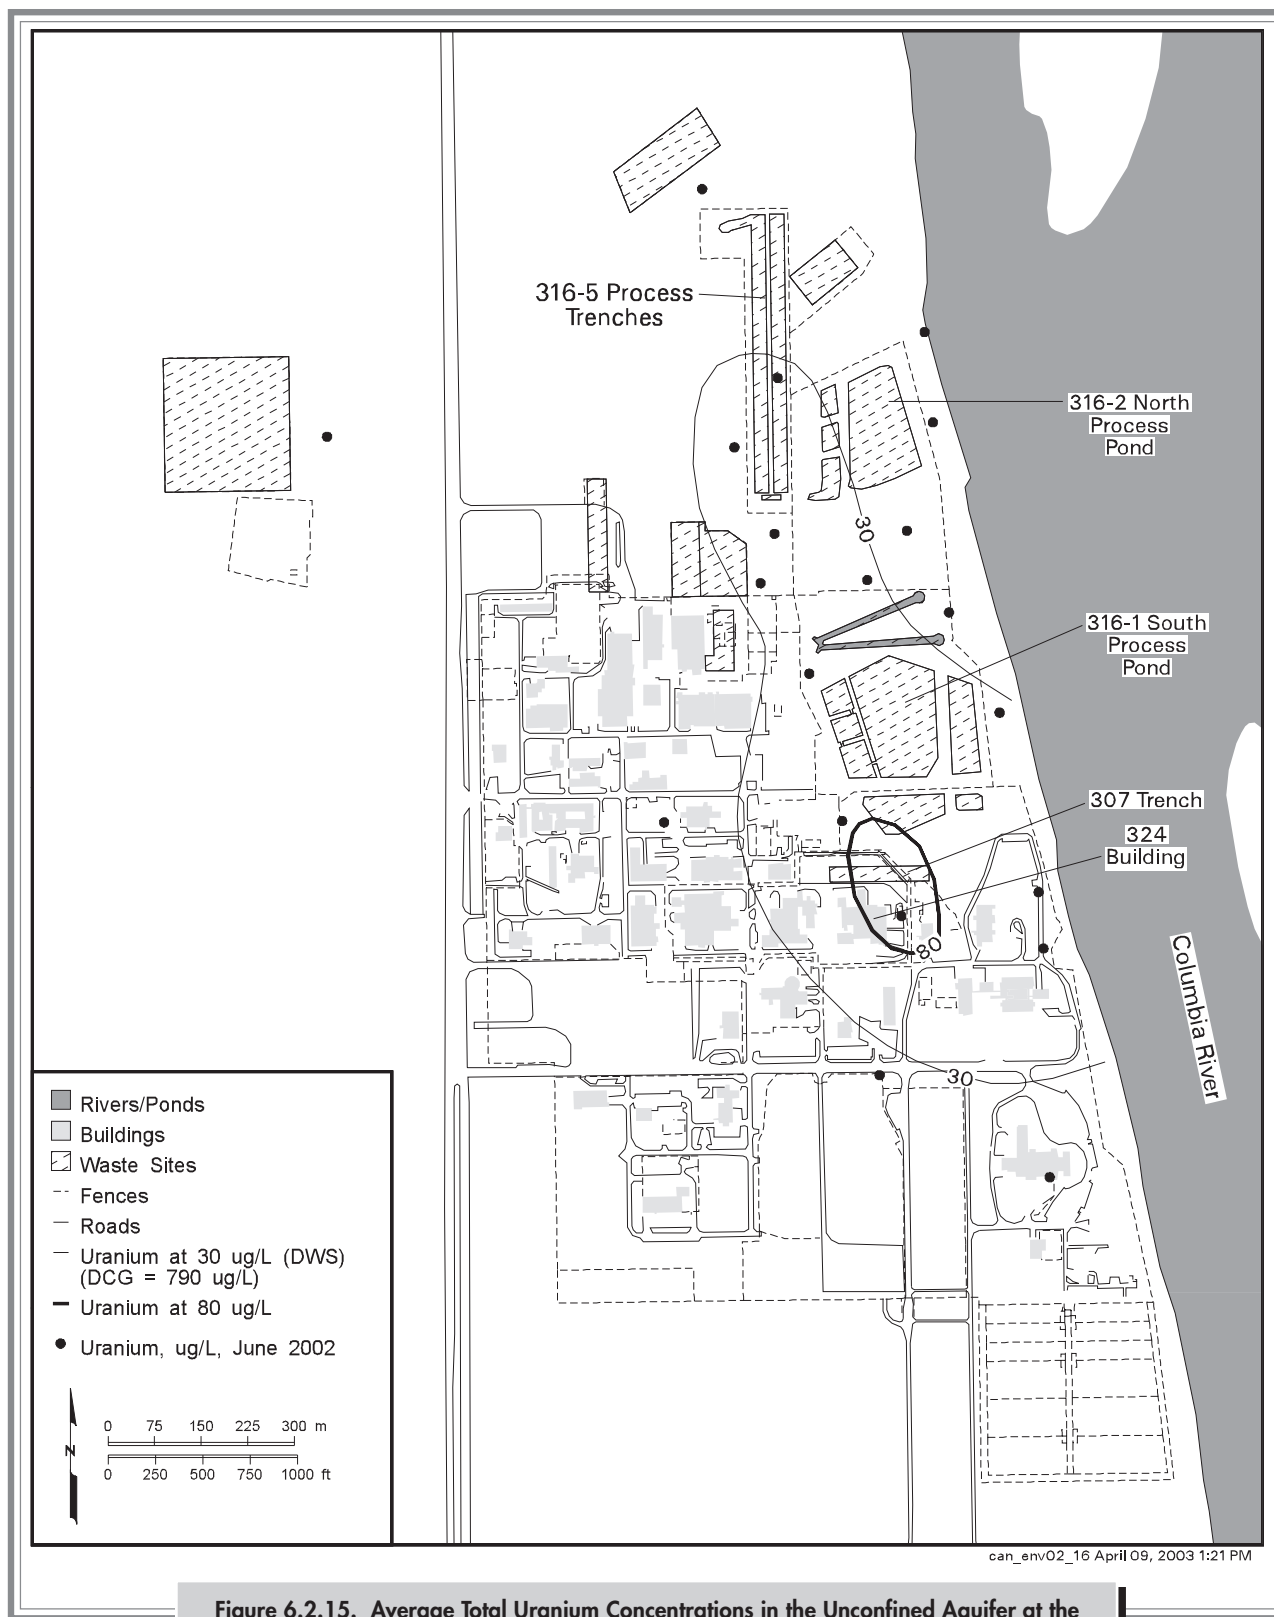 316-5 Process
Trenches
316-2 North
Process
Pond
30
316-1 South
Process
Pond
307 Trench
324
Building
80
Columbia River
30
Rivers/Ponds
Buildings
Waste Sites
Fences
Roads
Uranium at 30 ug/L (DWS)
(DCG = 790 ug/L)
Uranium at 80 ug/L
Uranium, ug/L, June 2002
N
0 75 150 225 300 m
0 250 500 750 1000 ft
can_env02_16 April 09, 2003 1:21 PM
Figure 6.2.15. Average Total Uranium Concentrations in the Unconfined Aquifer at the